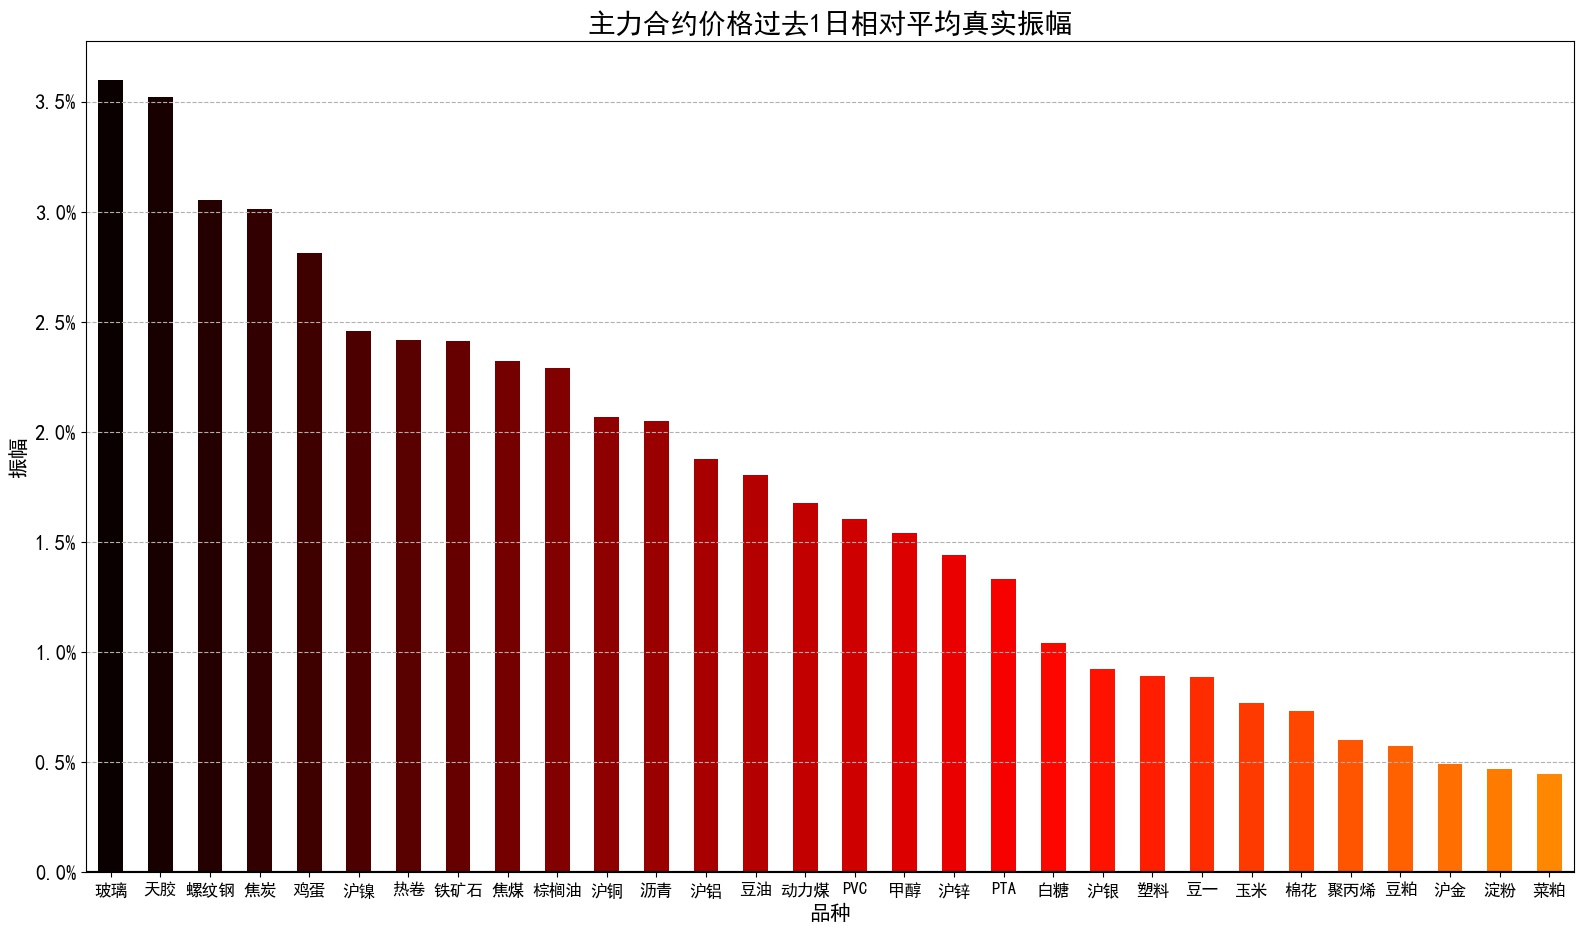 主力合约价格过去1日相对平均真实振幅
振幅
3.5%
3.0%
2.5%
2.0%
1.5%
1.0%
0.5%
0.0%
玻璃 天胶 螺纹钢 焦炭 鸡蛋 沪镍 热卷 铁矿石 焦煤 棕榈油 沪铜 沥青 沪铝 豆油 动力煤 PVC 甲醇 沪锌 PTA 白糖 沪银 塑料 豆一 玉米 棉花 聚丙烯 豆粕 沪金 淀粉 菜粕
品种